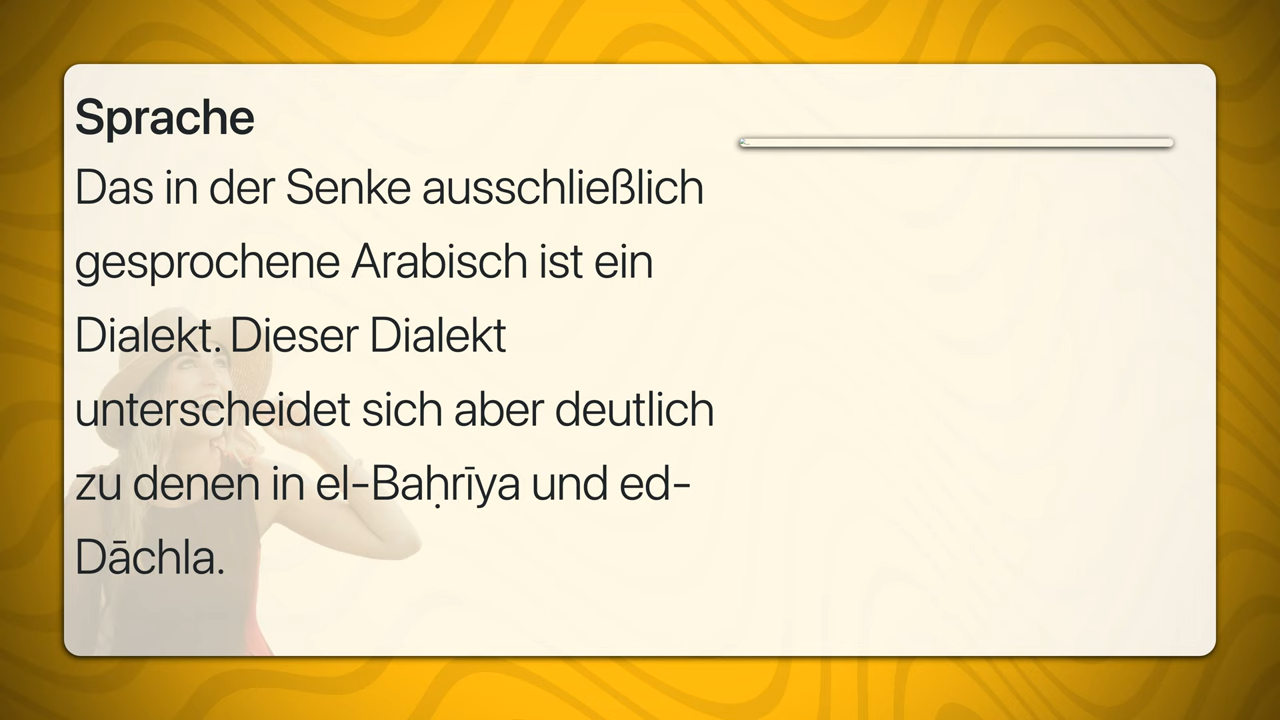 Sprache
Das in der Senke ausschließlich
gesprochene Arabisch ist ein
Dialekt. Dieser Dialekt
unterscheidet sich aber deutlich
zu denen in el-Baḥrīya und ed-
Dāchla.